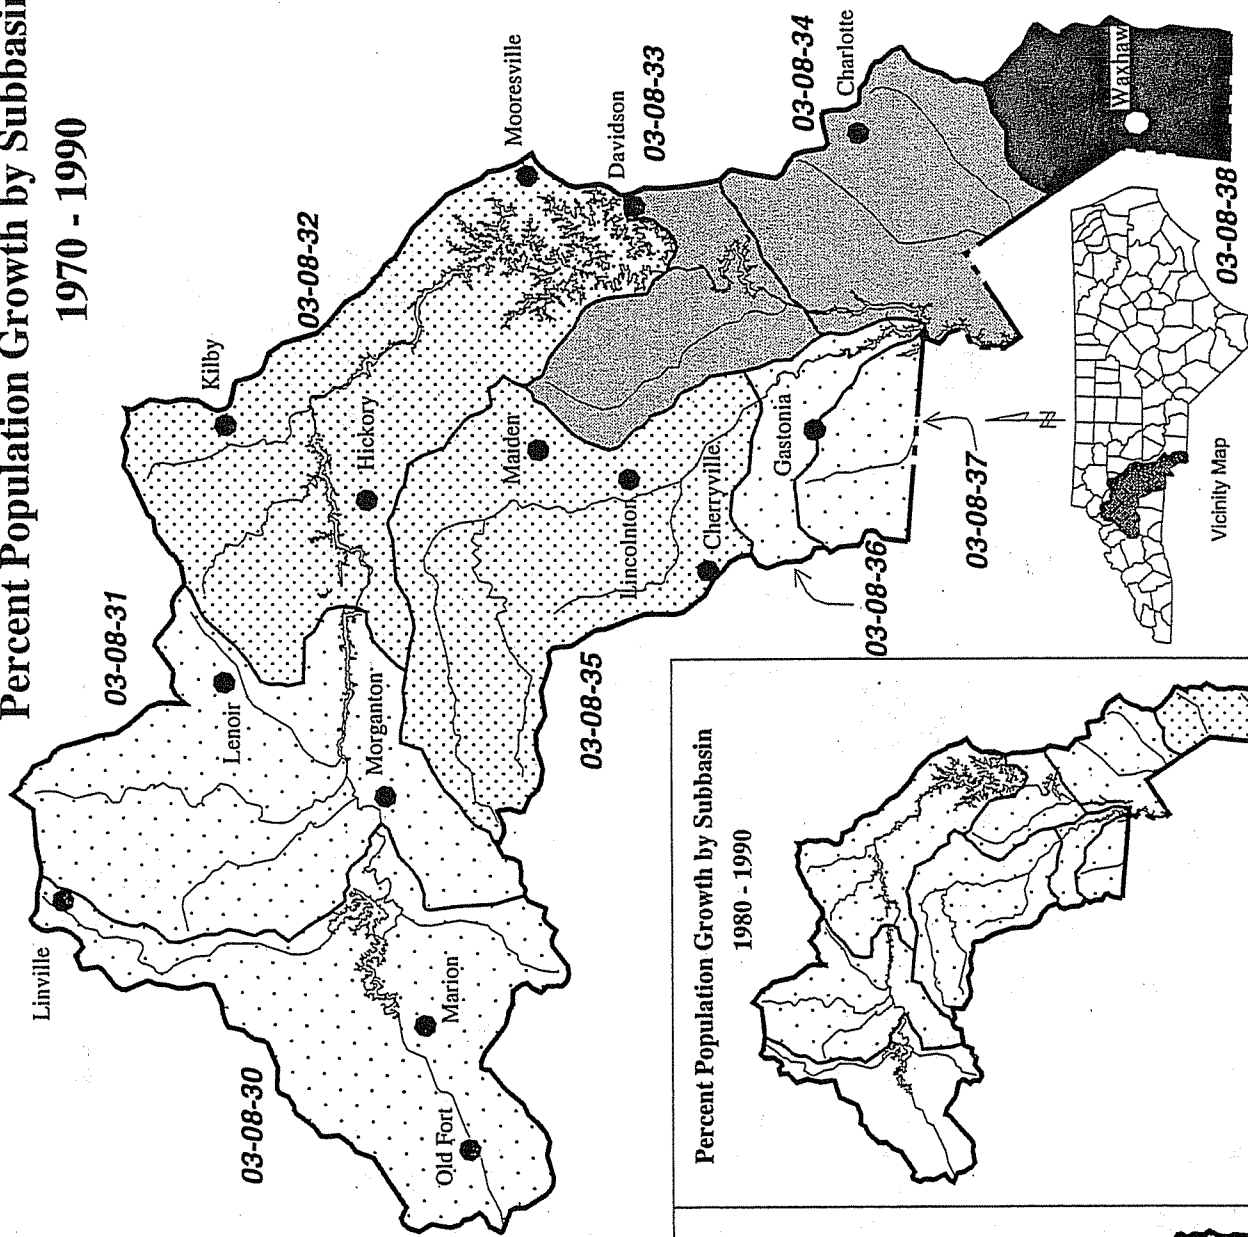 Percent Population Growth by Subbasin
1970 - 1990
Linville
03-08-30
Old Fort
Marion
03-08-31
Lenoir
Morganton
03-08-32
Kilby
Hickory
Mooresville
Davidson
03-08-33
03-08-34
Charlotte
Waxhaw
Maiden
Lincolnton
Cherryville
03-08-35
Gastonia
03-08-36
03-08-37
03-08-38
N
Vicinity Map
Percent Population Growth by Subbasin
1980 - 1990